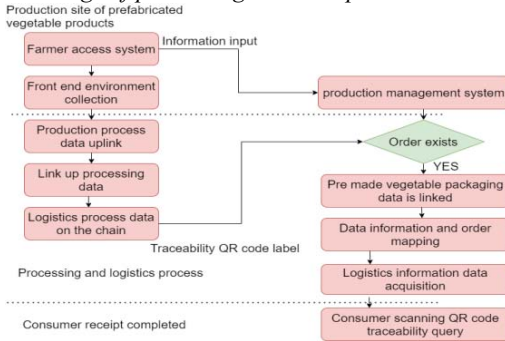 Production site of prefabricated
vegetable products
Farmer access system
Information input
Front end environment
collection
production management system
Production process
data uplink
Order exists
YES
Link up processing
data
Pre made vegetable packaging
data is linked
Logistics process data
on the chain
Data information and order
mapping
Traceability QR code label
Processing and logistics process
Logistics information data
acquisition
Consumer receipt completed
Consumer scanning QR code
traceability query